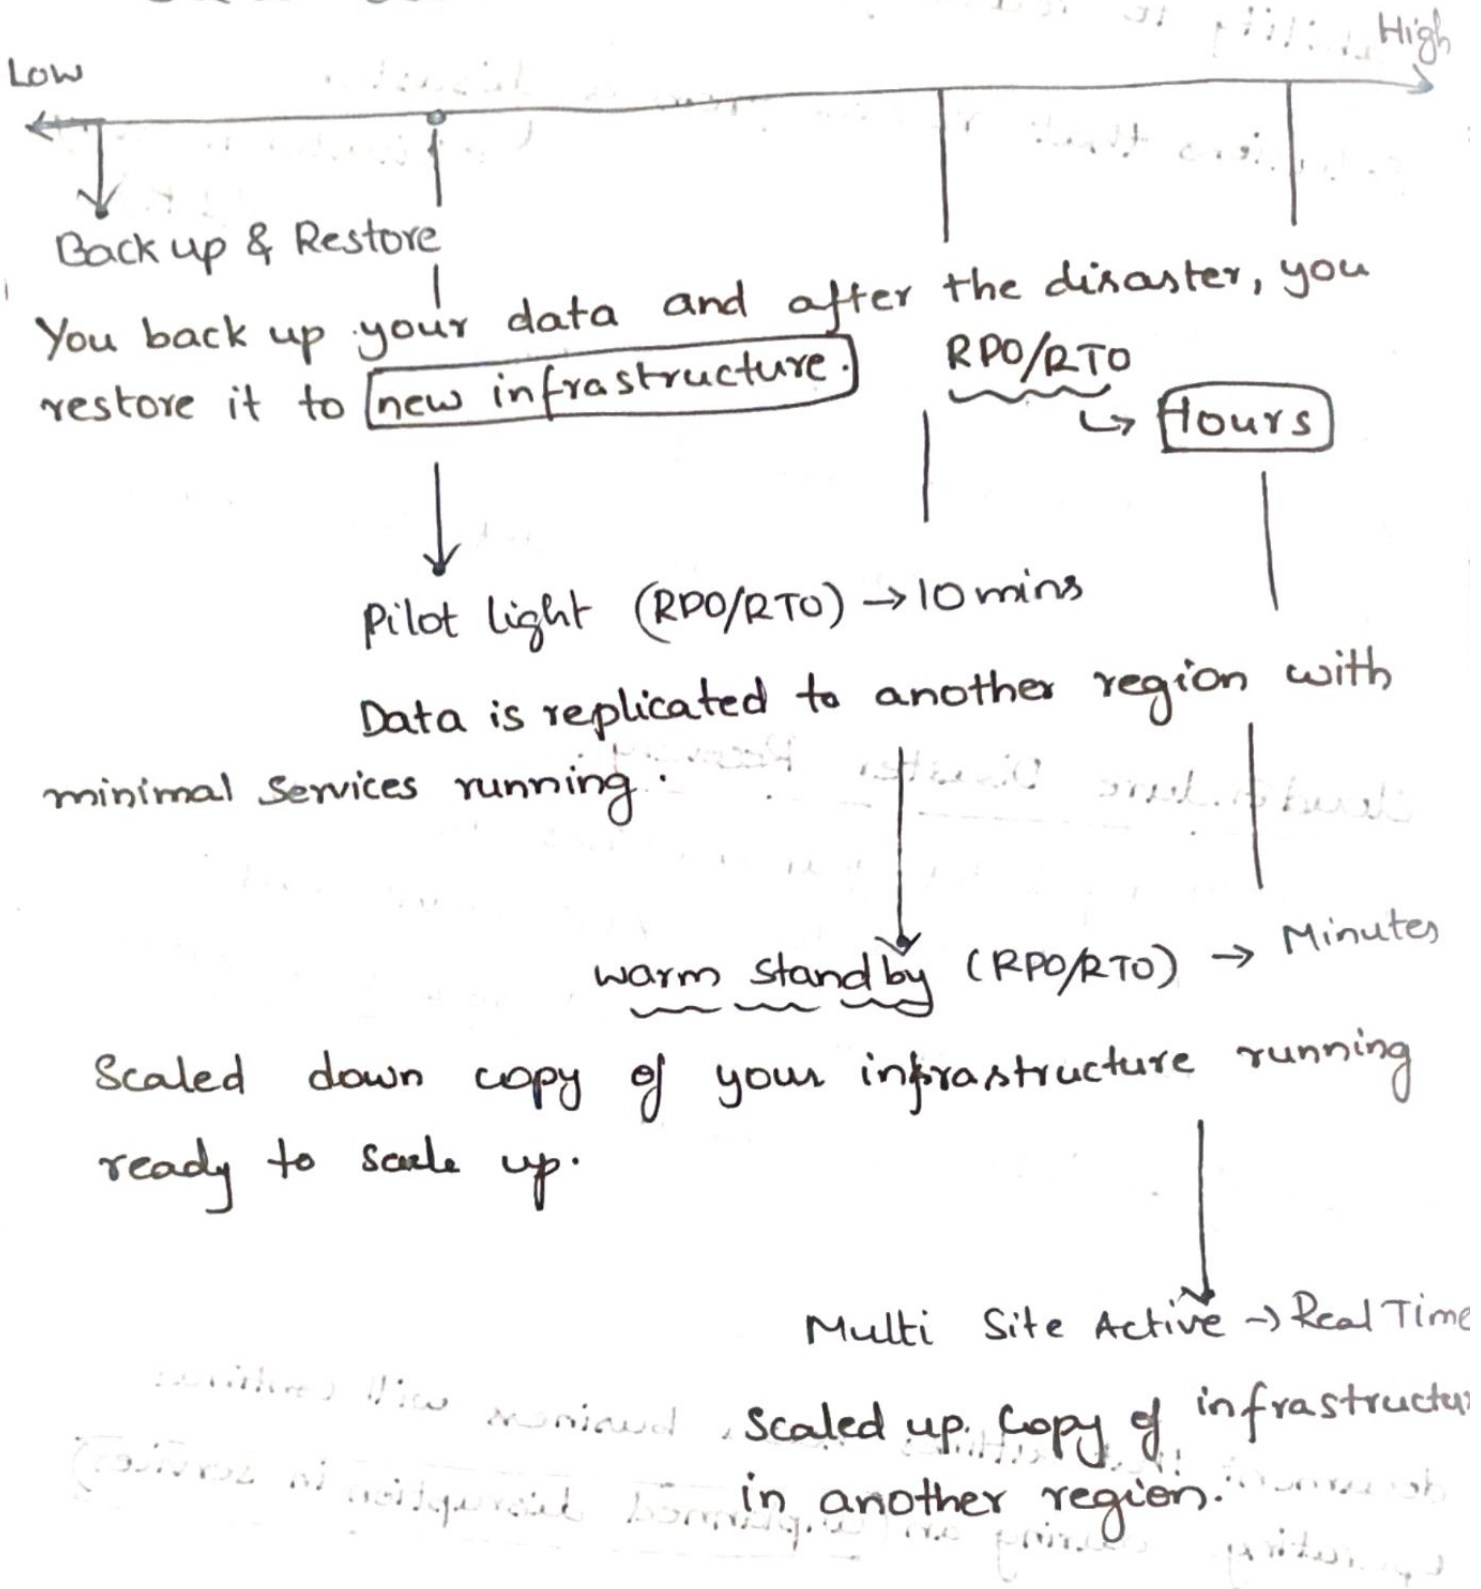 Low
High
Back up & Restore
You back up your data and after the disaster, you
restore it to new infrastructure.
RPO/RTO
↳ Hours
Pilot light (RPO/RTO) → 10 mins
Data is replicated to another region with
minimal Services running.
warm standby (RPO/RTO) → Minutes
Scaled down copy of your infrastructure running
ready to scale up.
Multi Site Active → Real Time
Scaled up copy of infrastructur
in another region.